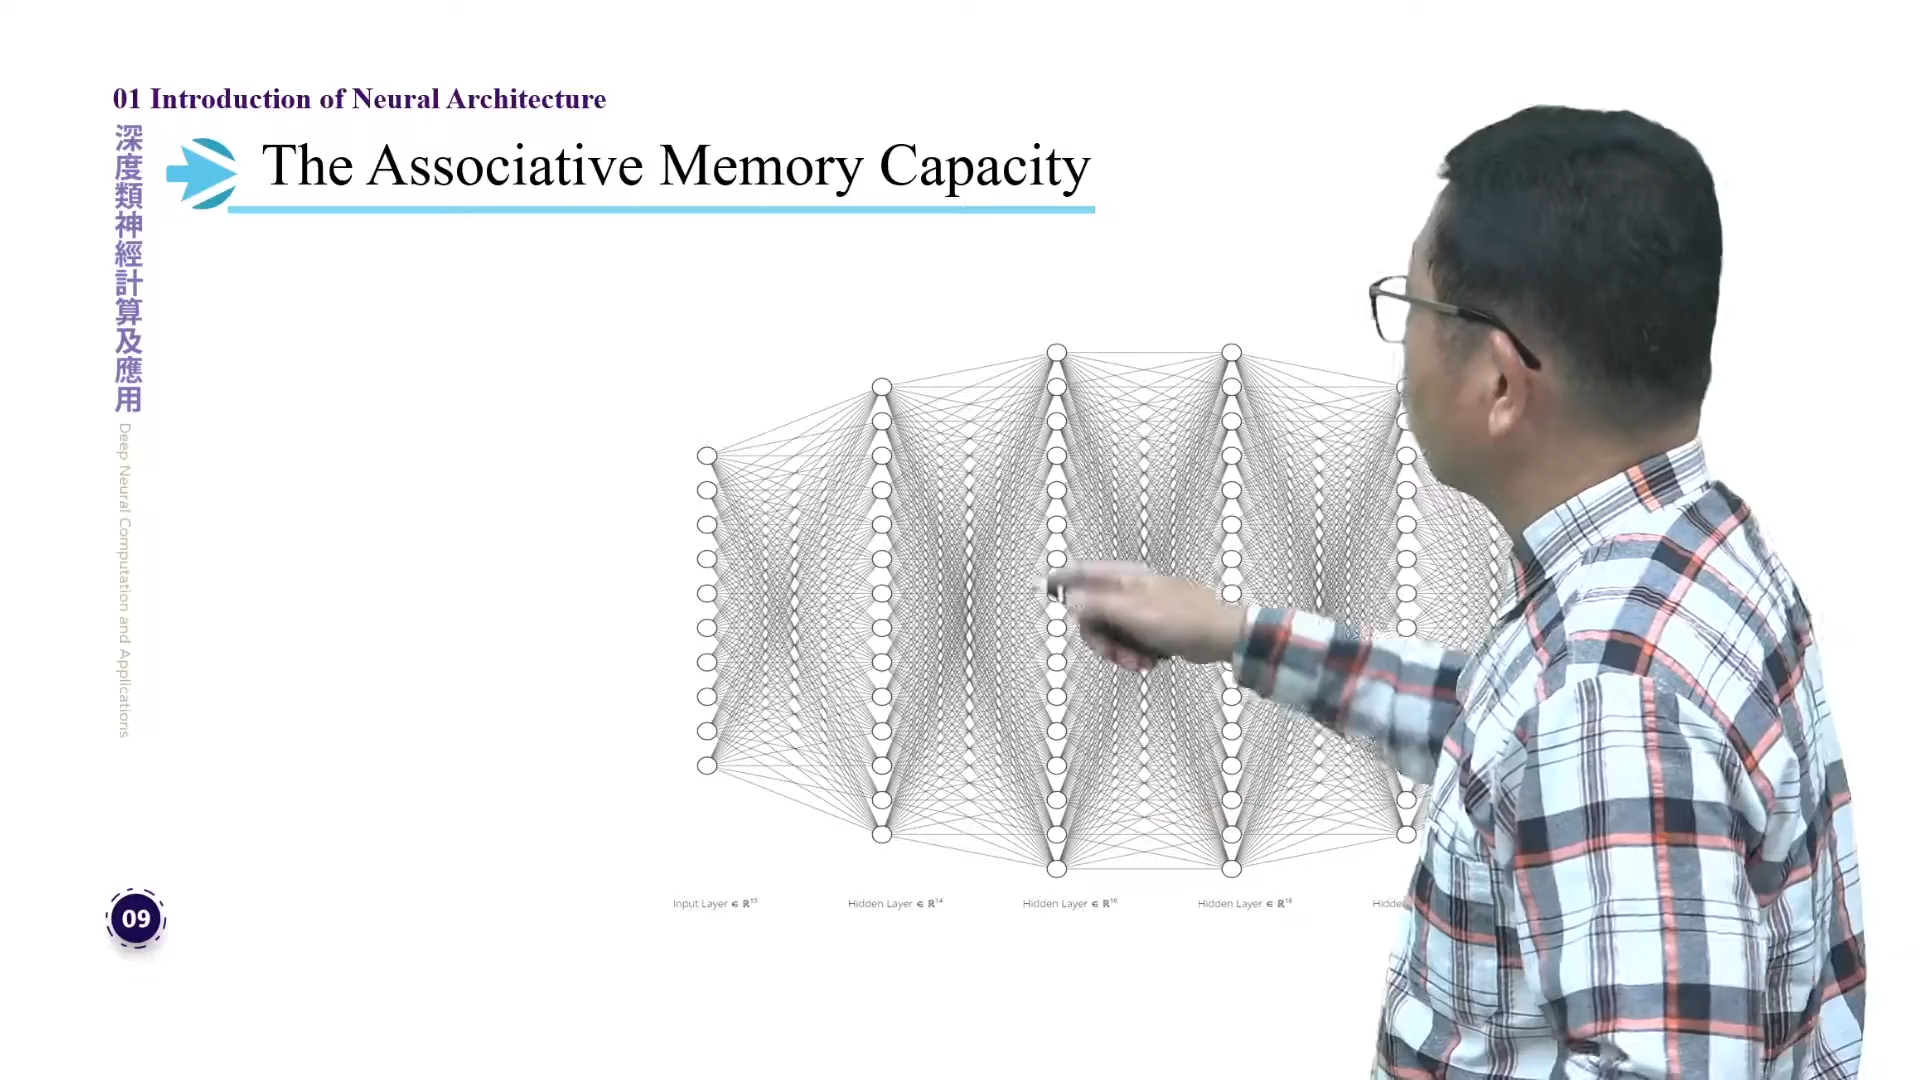 01 Introduction of Neural Architecture
The Associative Memory Capacity
深度類神經計算及應用
Deep Neural Computation and Applications
Input Layer ∈ ℝ¹⁰
Hidden Layer ∈ ℝ¹⁴
Hidden Layer ∈ ℝ¹⁶
Hidden Layer ∈ ℝ¹⁶
09